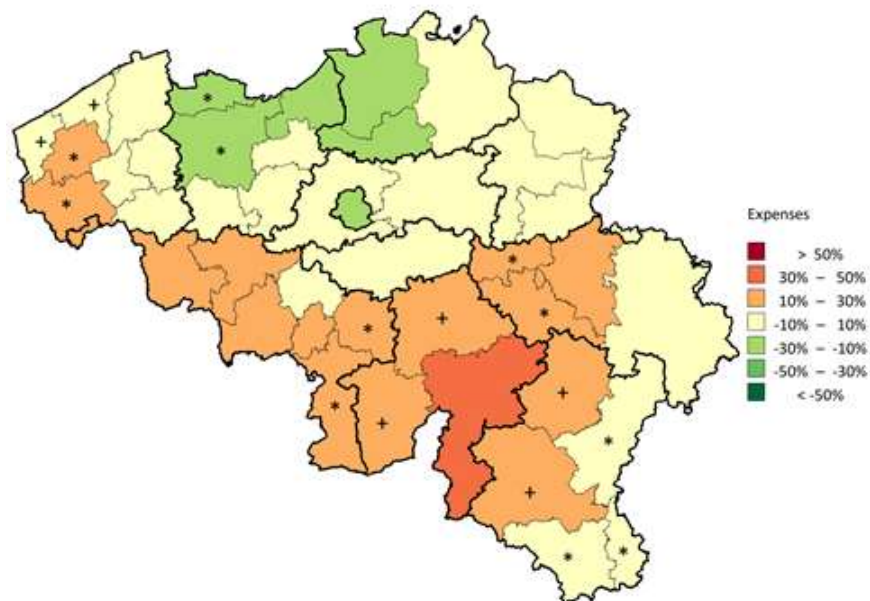 Expenses
> 50%
30% – 50%
10% – 30%
-10% – 10%
-30% – -10%
-50% – -30%
< -50%